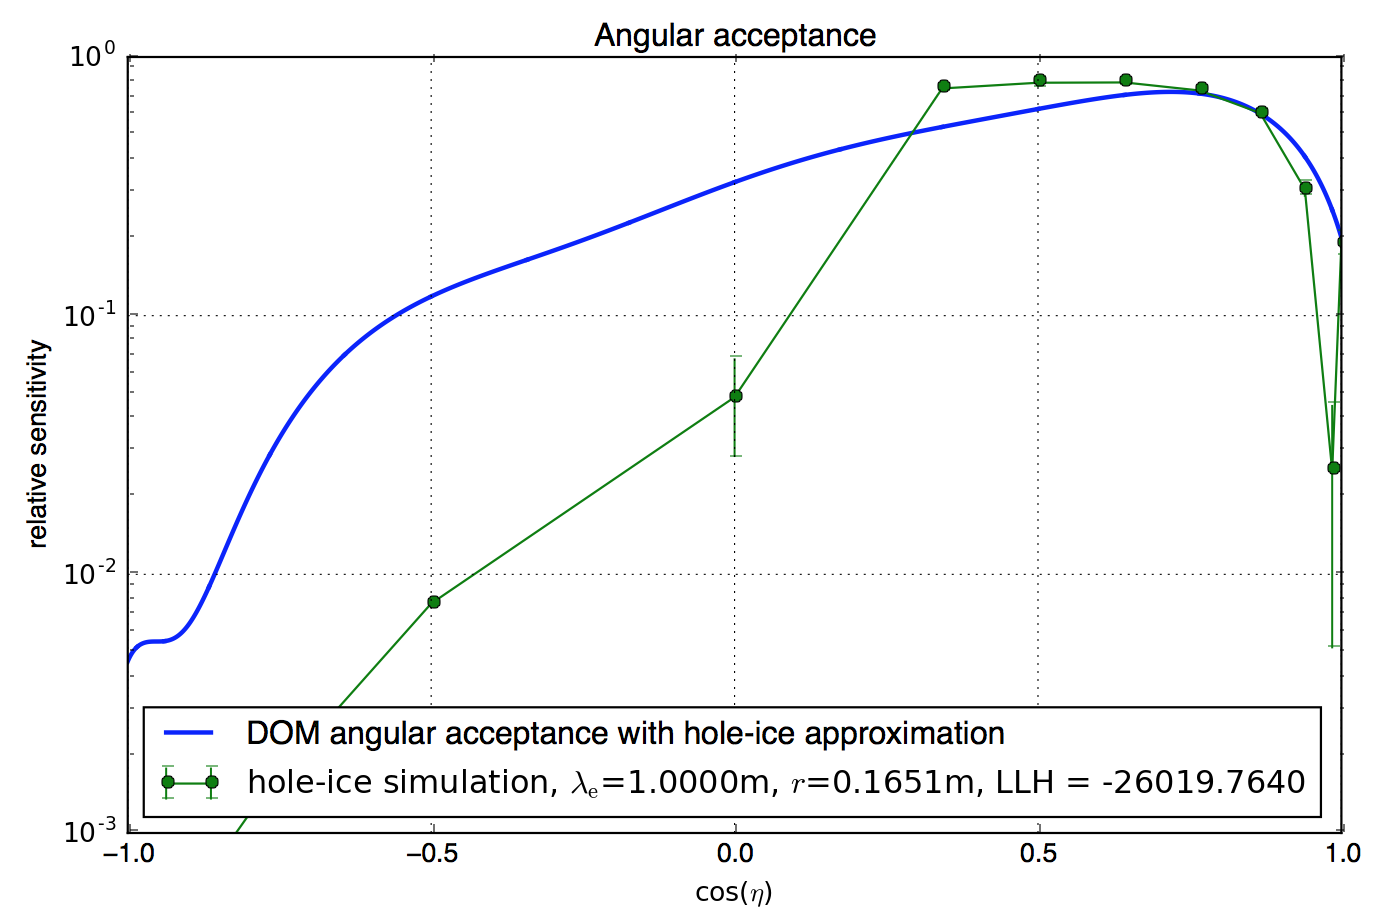 Angular acceptance
10^0
10^-1
10^-2
10^-3
relative sensitivity
DOM angular acceptance with hole-ice approximation
hole-ice simulation, λₑ=1.0000m, r=0.1651m, LLH = -26019.7640
−1.0 −0.5 0.0 0.5 1.0
cos(η)